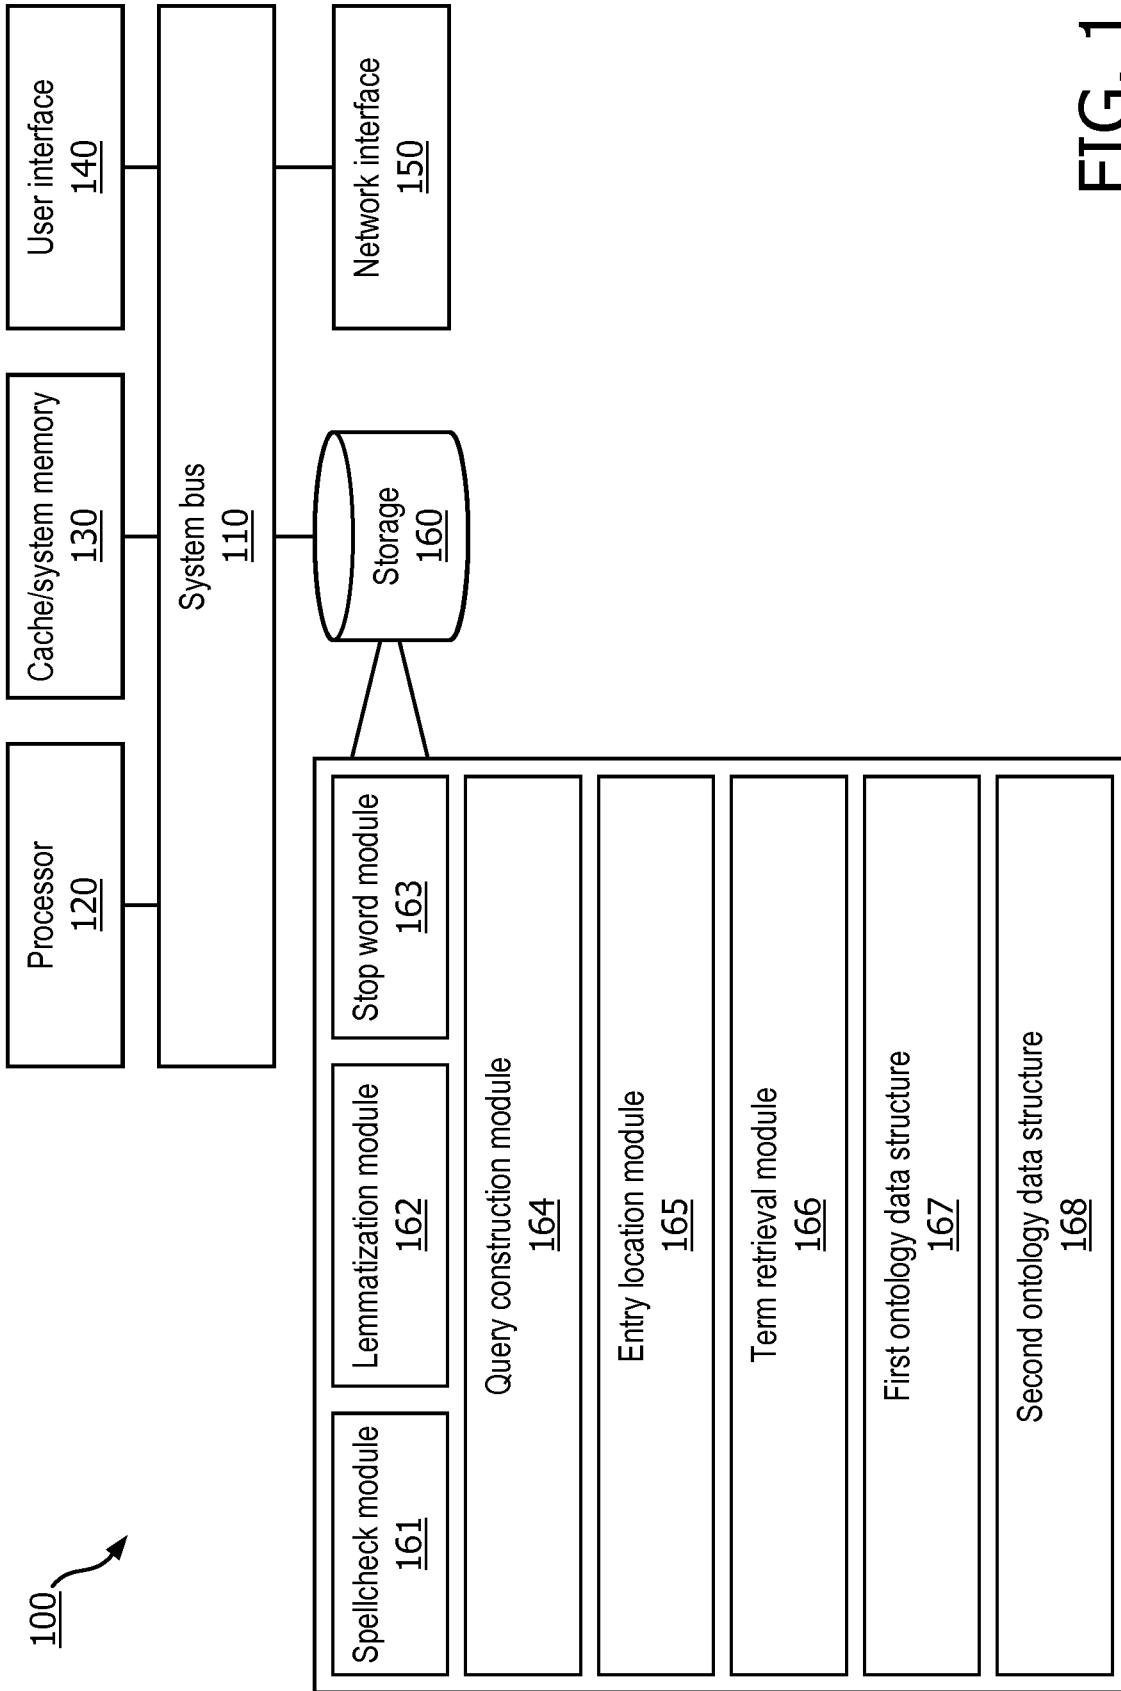 100
Processor
120
Cache/system memory
130
User interface
140
System bus
110
Storage
160
Network interface
150
Spellcheck module
161
Lemmatization module
162
Stop word module
163
Query construction module
164
Entry location module
165
Term retrieval module
166
First ontology data structure
167
Second ontology data structure
168
FIG. 1